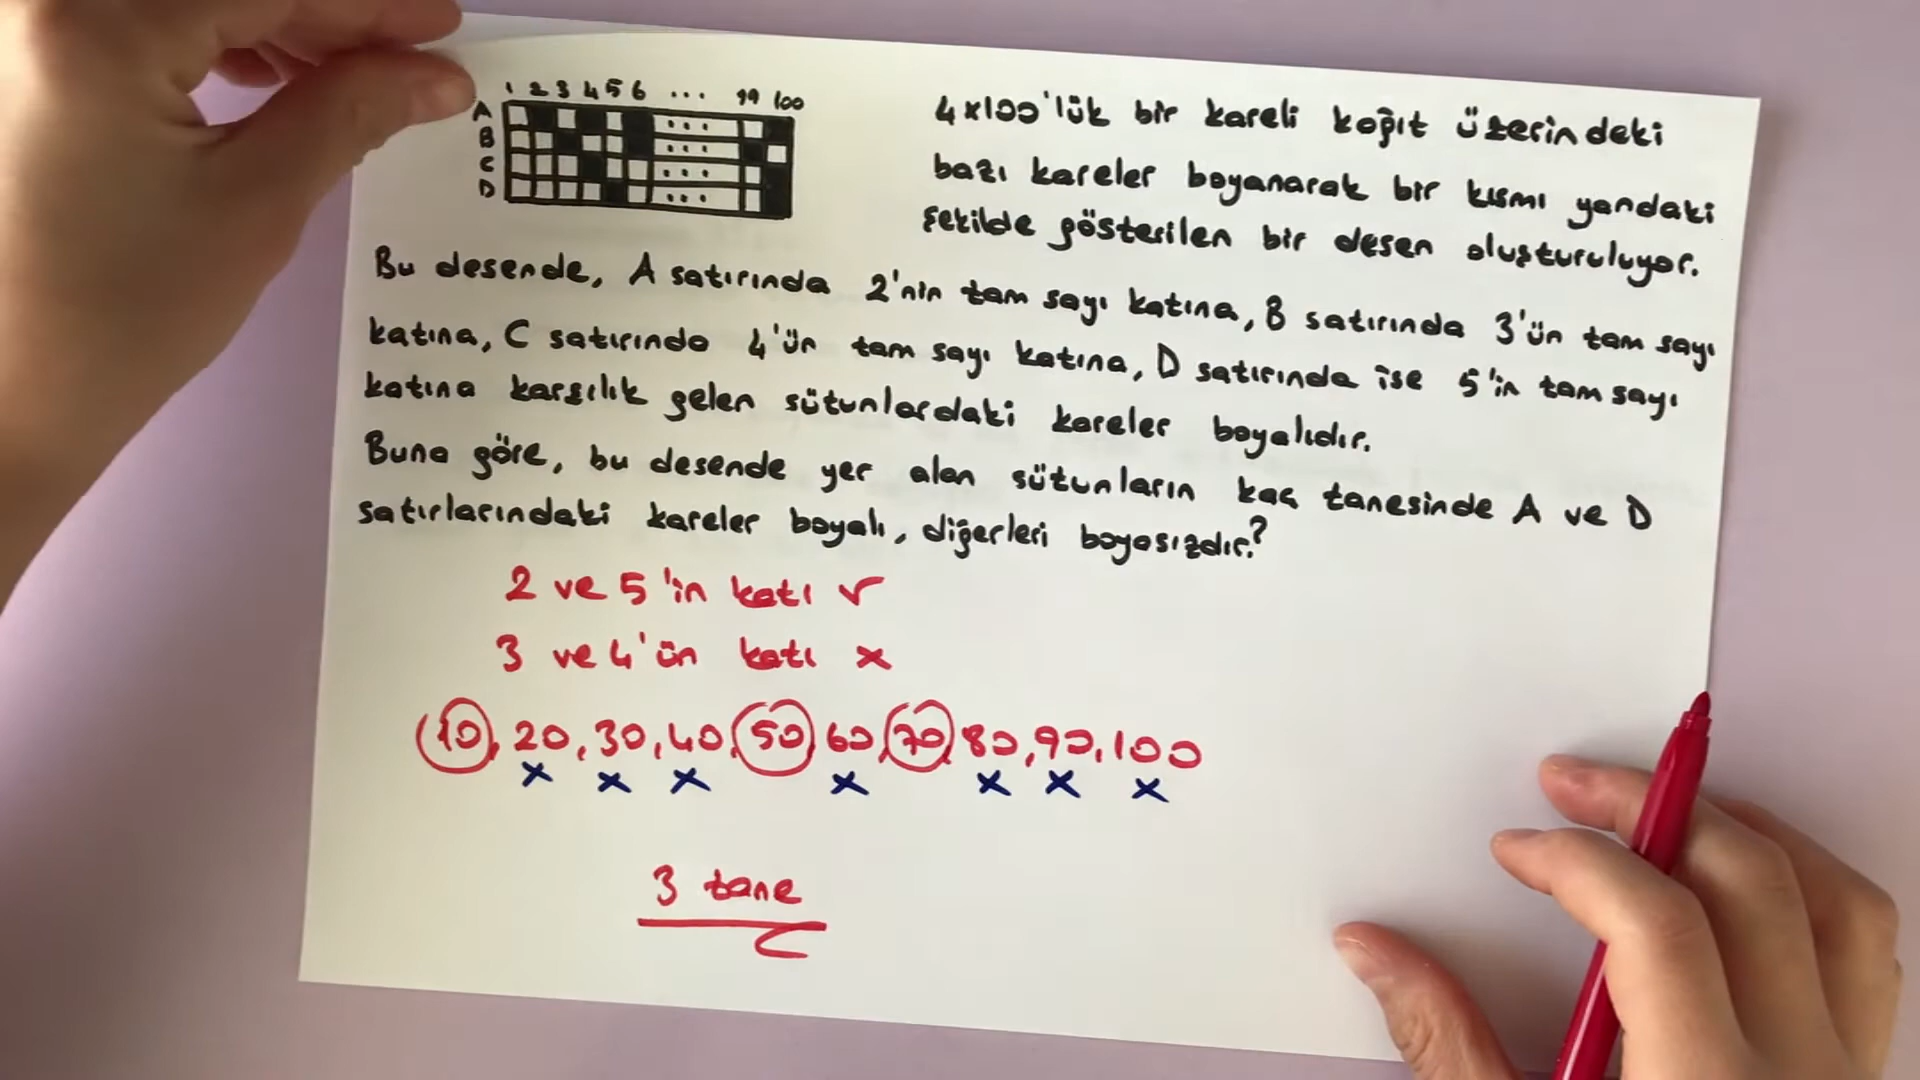 1 2 3 4 5 6 ... 99 100
A
B
C
D
4x100'lük bir kareli kağıt üzerindeki
bazı kareler boyanarak bir kısmı yandaki
şekilde gösterilen bir desen oluşturuluyor.
Bu desende, A satırında 2'nin tam sayı katına, B satırında 3'ün tam sayı
katına, C satırında 4'ün tam sayı katına, D satırında ise 5'in tam sayı
katına karşılık gelen sütunlardaki kareler boyalıdır.
Buna göre, bu desende yer alan sütunların kaç tanesinde A ve D
satırlarındaki kareler boyalı, diğerleri boyasızdır?
2 ve 5'in katı ✓
3 ve 4'ün katı x
10, 20, 30, 40, 50, 60, 70, 80, 90, 100
x x x x x x x
3 tane